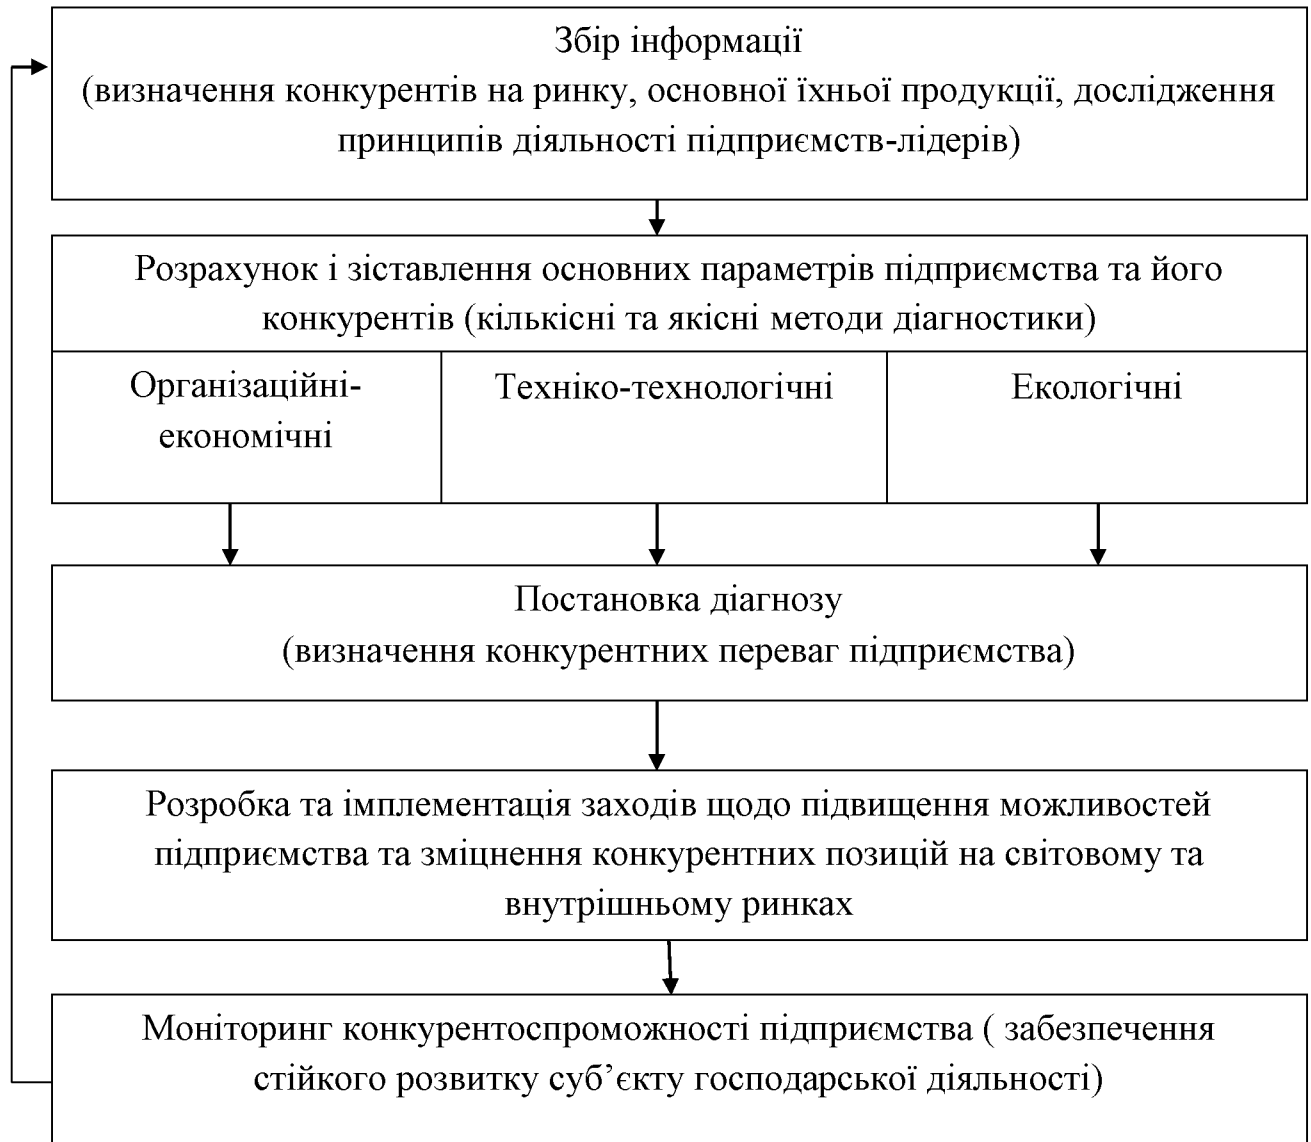 Збір інформації
(визначення конкурентів на ринку, основної їхньої продукції, дослідження
принципів діяльності підприємств-лідерів)
Розрахунок і зіставлення основних параметрів підприємства та його
конкурентів (кількісні та якісні методи діагностики)
Організаційні-
економічні
Техніко-технологічні
Екологічні
Постановка діагнозу
(визначення конкурентних переваг підприємства)
Розробка та імплементація заходів щодо підвищення можливостей
підприємства та зміцнення конкурентних позицій на світовому та
внутрішньому ринках
Моніторинг конкурентоспроможності підприємства ( забезпечення
стійкого розвитку суб’єкту господарської діяльності)